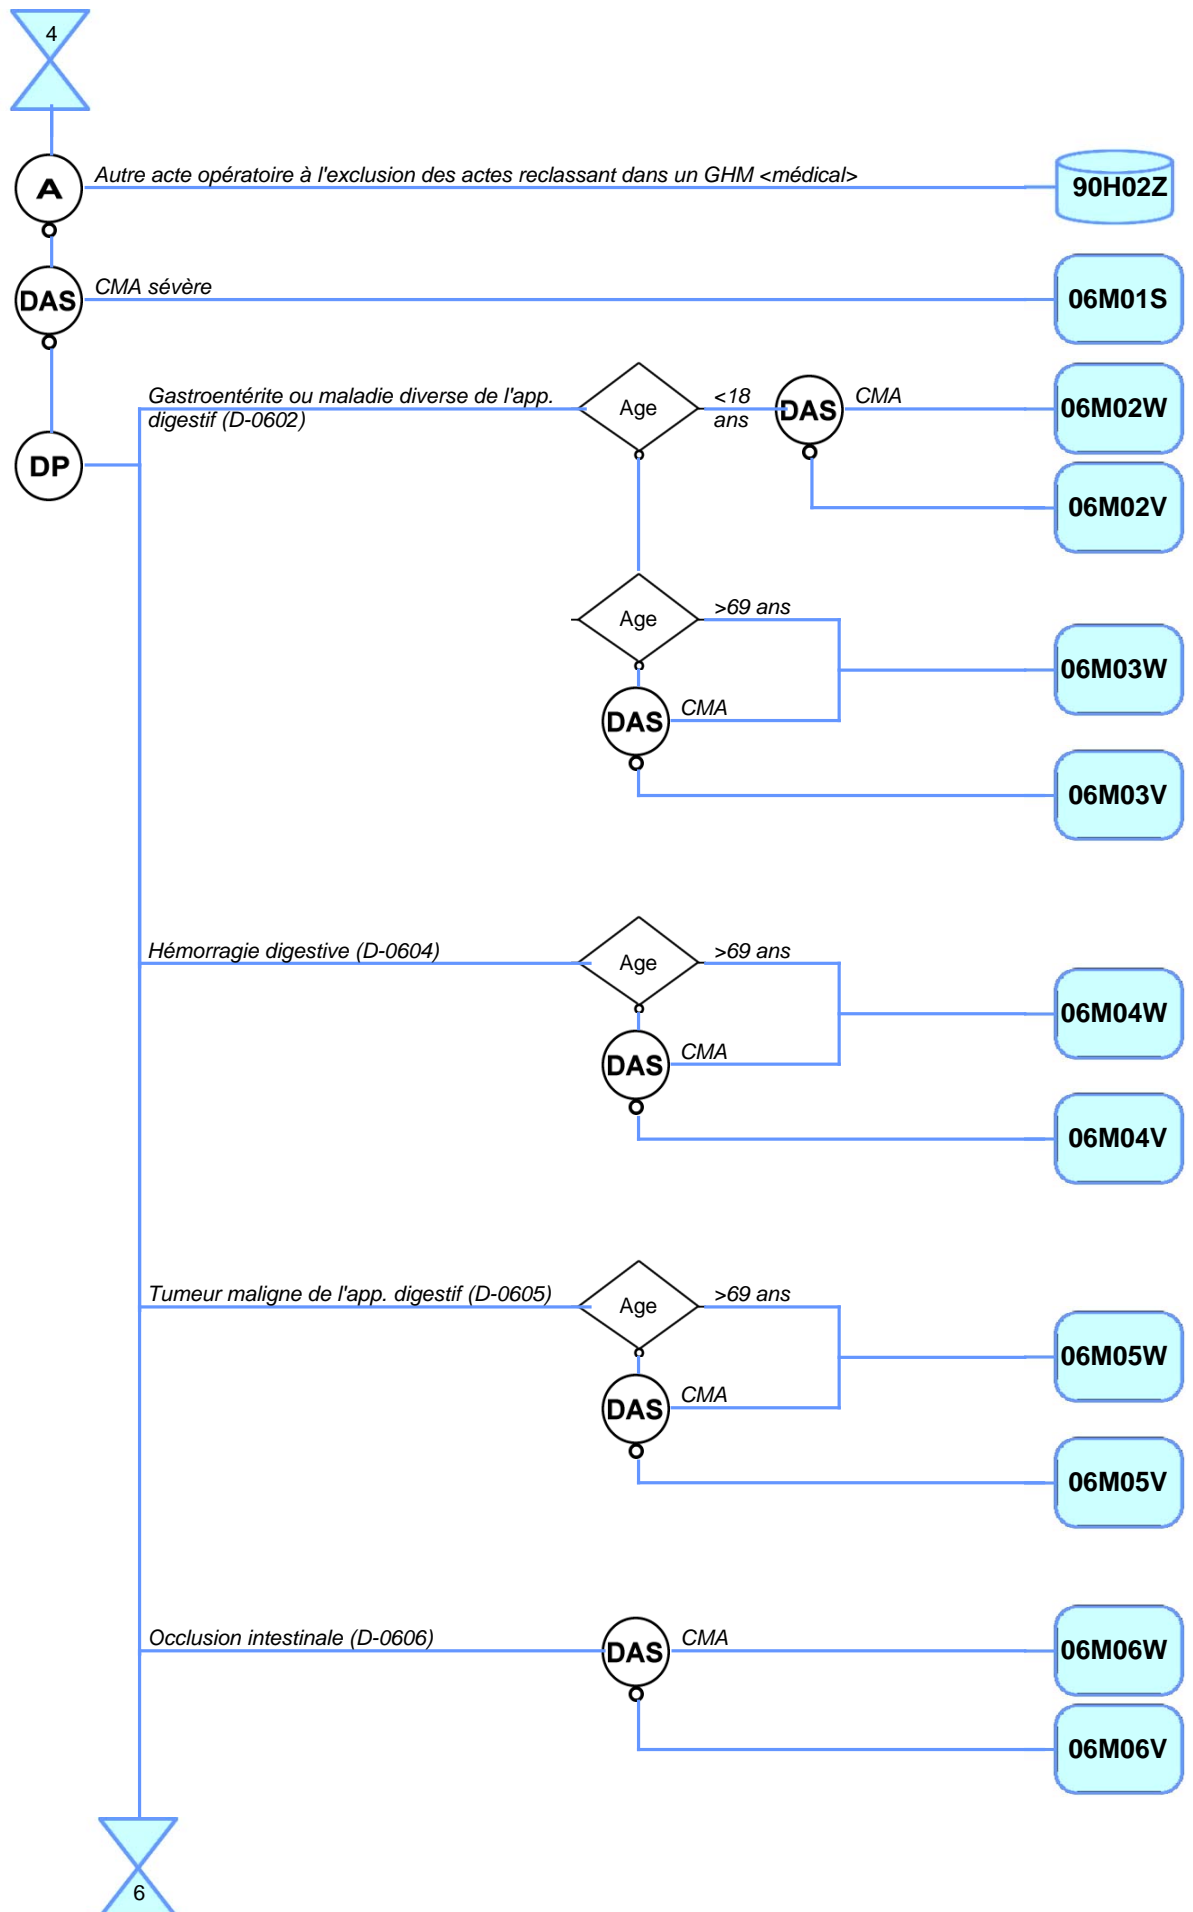 4
A
Autre acte opératoire à l'exclusion des actes reclassant dans un GHM <médical>
90H02Z
DAS
CMA sévère
06M01S
DP
Gastroentérite ou maladie diverse de l'app.
digestif (D-0602)
Age
<18
ans
DAS
CMA
06M02W
06M02V
Age
>69 ans
06M03W
DAS
CMA
06M03V
Hémorragie digestive (D-0604)
Age
>69 ans
06M04W
DAS
CMA
06M04V
Tumeur maligne de l'app. digestif (D-0605)
Age
>69 ans
06M05W
DAS
CMA
06M05V
Occlusion intestinale (D-0606)
DAS
CMA
06M06W
06M06V
6